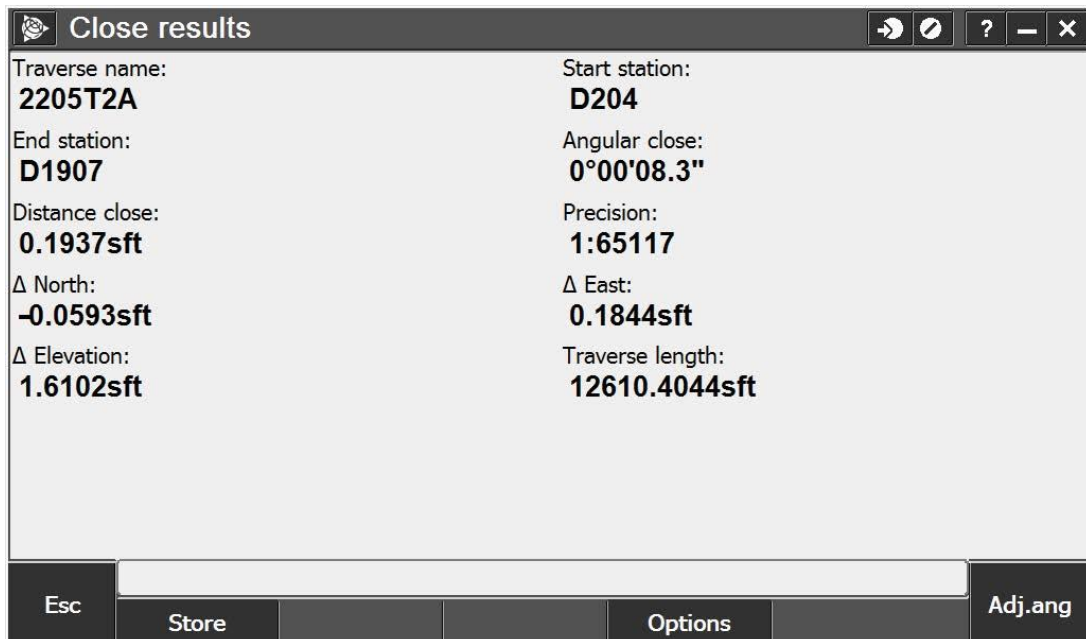 Close results
?
Traverse name:
2205T2A
Start station:
D204
End station:
D1907
Angular close:
0°00'08.3"
Distance close:
0.1937sft
Precision:
1:65117
Δ North:
-0.0593sft
Δ East:
0.1844sft
Δ Elevation:
1.6102sft
Traverse length:
12610.4044sft
Esc
Store
Options
Adj.ang